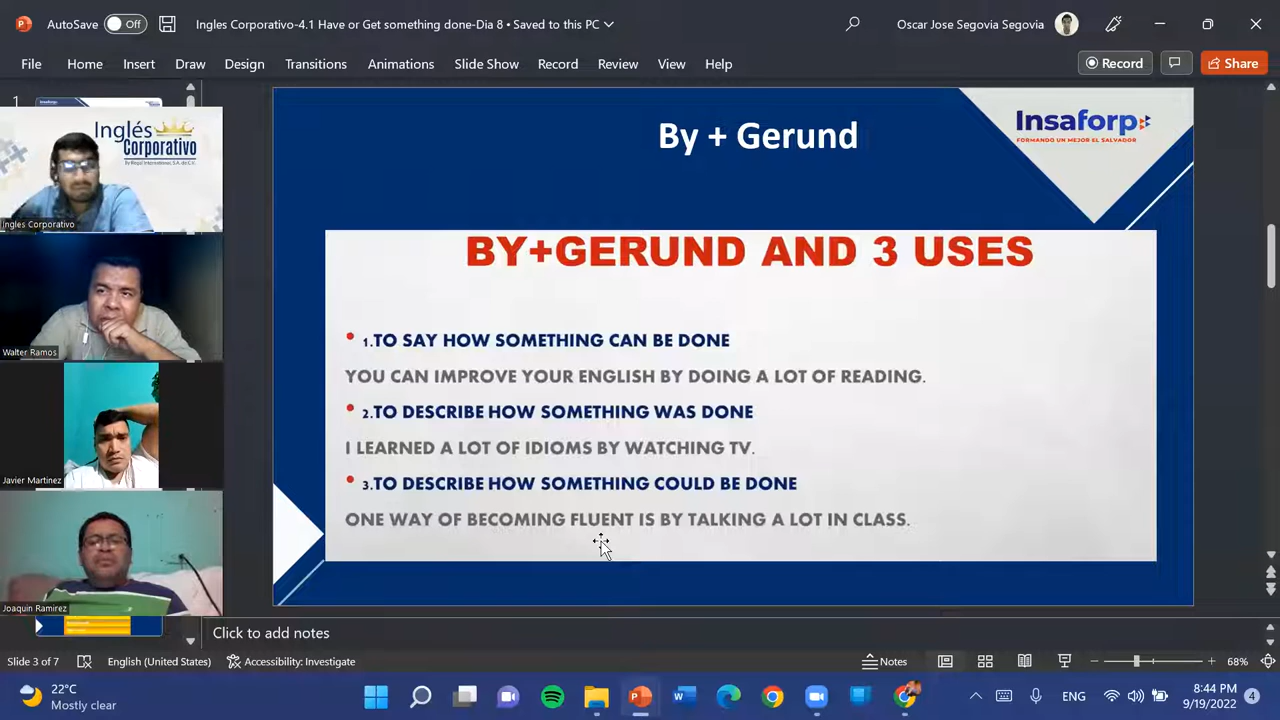 AutoSave Off Ingles Corporativo-4.1 Have or Get something done-Dia 8 • Saved to this PC Oscar Jose Segovia Segovia
File Home Insert Draw Design Transitions Animations Slide Show Record Review View Help Record Share
1
Inglés
Corporativo
By Regal International, S.A. de C.V.
Ingles Corporativo
Walter Ramos
Javier Martinez
Joaquin Ramirez
By + Gerund
Insaforp
FORMANDO UN MEJOR EL SALVADOR
BY+GERUND AND 3 USES
• 1.TO SAY HOW SOMETHING CAN BE DONE
YOU CAN IMPROVE YOUR ENGLISH BY DOING A LOT OF READING.
• 2.TO DESCRIBE HOW SOMETHING WAS DONE
I LEARNED A LOT OF IDIOMS BY WATCHING TV.
• 3.TO DESCRIBE HOW SOMETHING COULD BE DONE
ONE WAY OF BECOMING FLUENT IS BY TALKING A LOT IN CLASS.
Click to add notes
Slide 3 of 7 English (United States) Accessibility: Investigate Notes 68%
22°C
Mostly clear
ENG
8:44 PM
9/19/2022
4